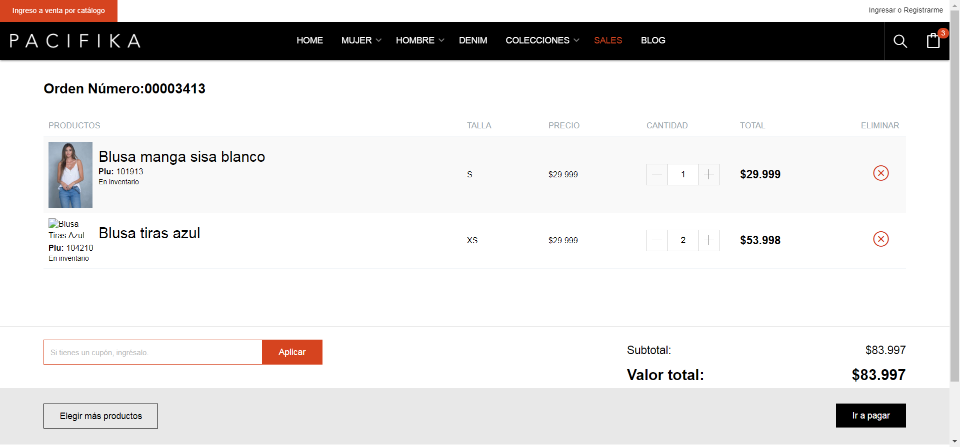 Ingreso a venta por catálogo
Ingresar o Registrarme
PACIFIKA
HOME MUJER HOMBRE DENIM COLECCIONES SALES BLOG
3
Orden Número:00003413
PRODUCTOS TALLA PRECIO CANTIDAD TOTAL ELIMINAR
Blusa manga sisa blanco
Plu: 101913
En inventario
S $29.999 1 $29.999
Blusa
Tiras Azul
Blusa tiras azul
Plu: 104210
En inventario
XS $29.999 2 $53.998
Si tienes un cupón, ingrésalo.
Aplicar
Subtotal: $83.997
Valor total: $83.997
Elegir más productos
Ir a pagar